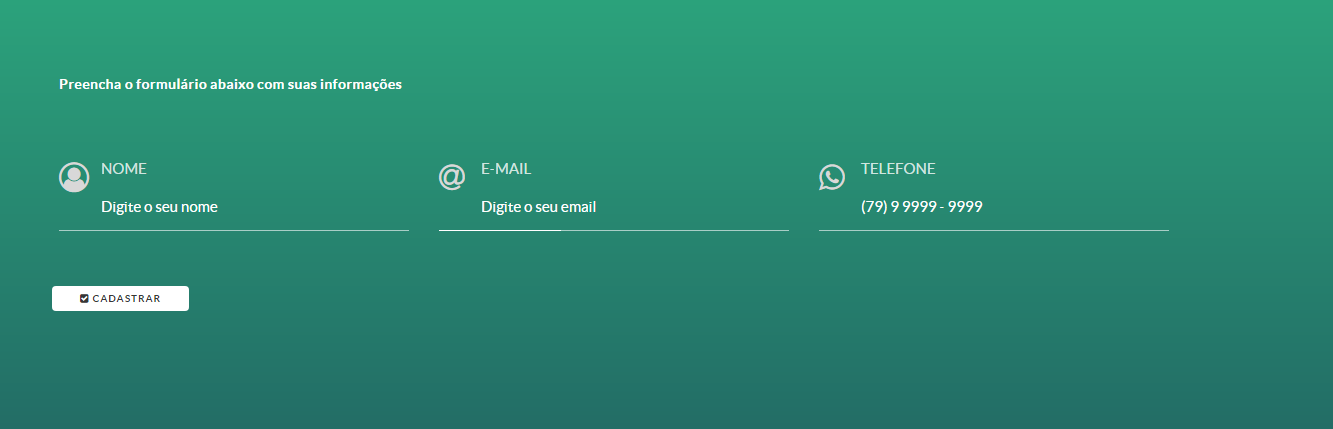 Preencha o formulário abaixo com suas informações
NOME
Digite o seu nome
E-MAIL
Digite o seu email
TELEFONE
(79) 9 9999 - 9999
CADASTRAR